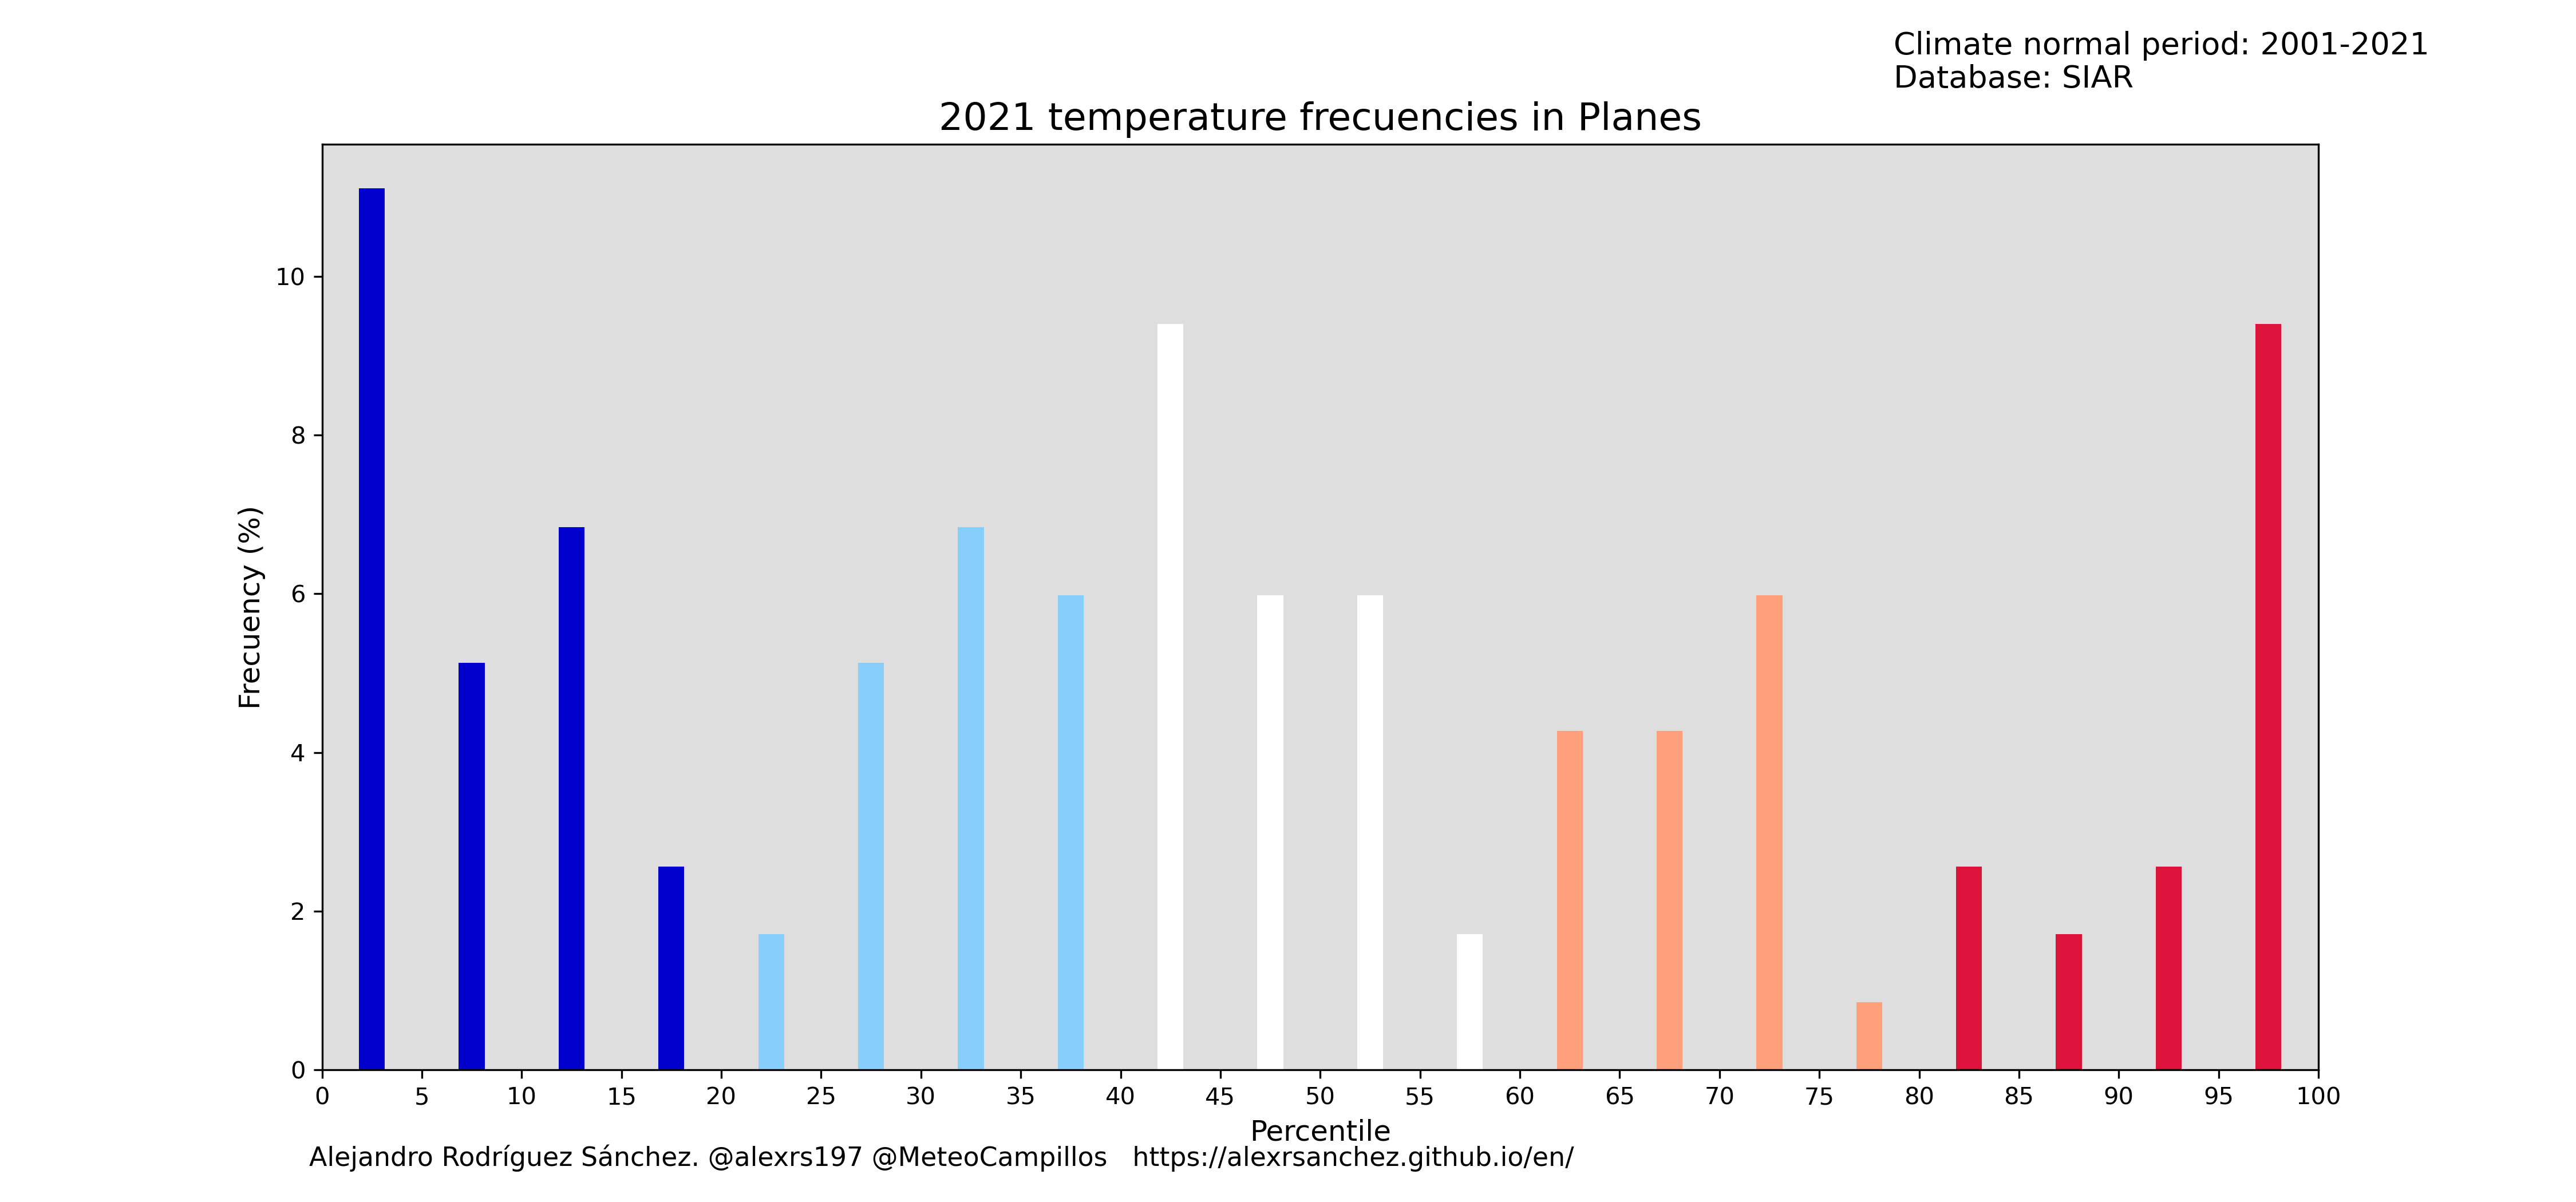 Climate normal period: 2001-2021
Database: SIAR
2021 temperature frecuencies in Planes
Frecuency (%)
10
8
6
4
2
0
0 5 10 15 20 25 30 35 40 45 50 55 60 65 70 75 80 85 90 95 100
Percentile
Alejandro Rodríguez Sánchez. @alexrs197 @MeteoCampillos https://alexrsanchez.github.io/en/